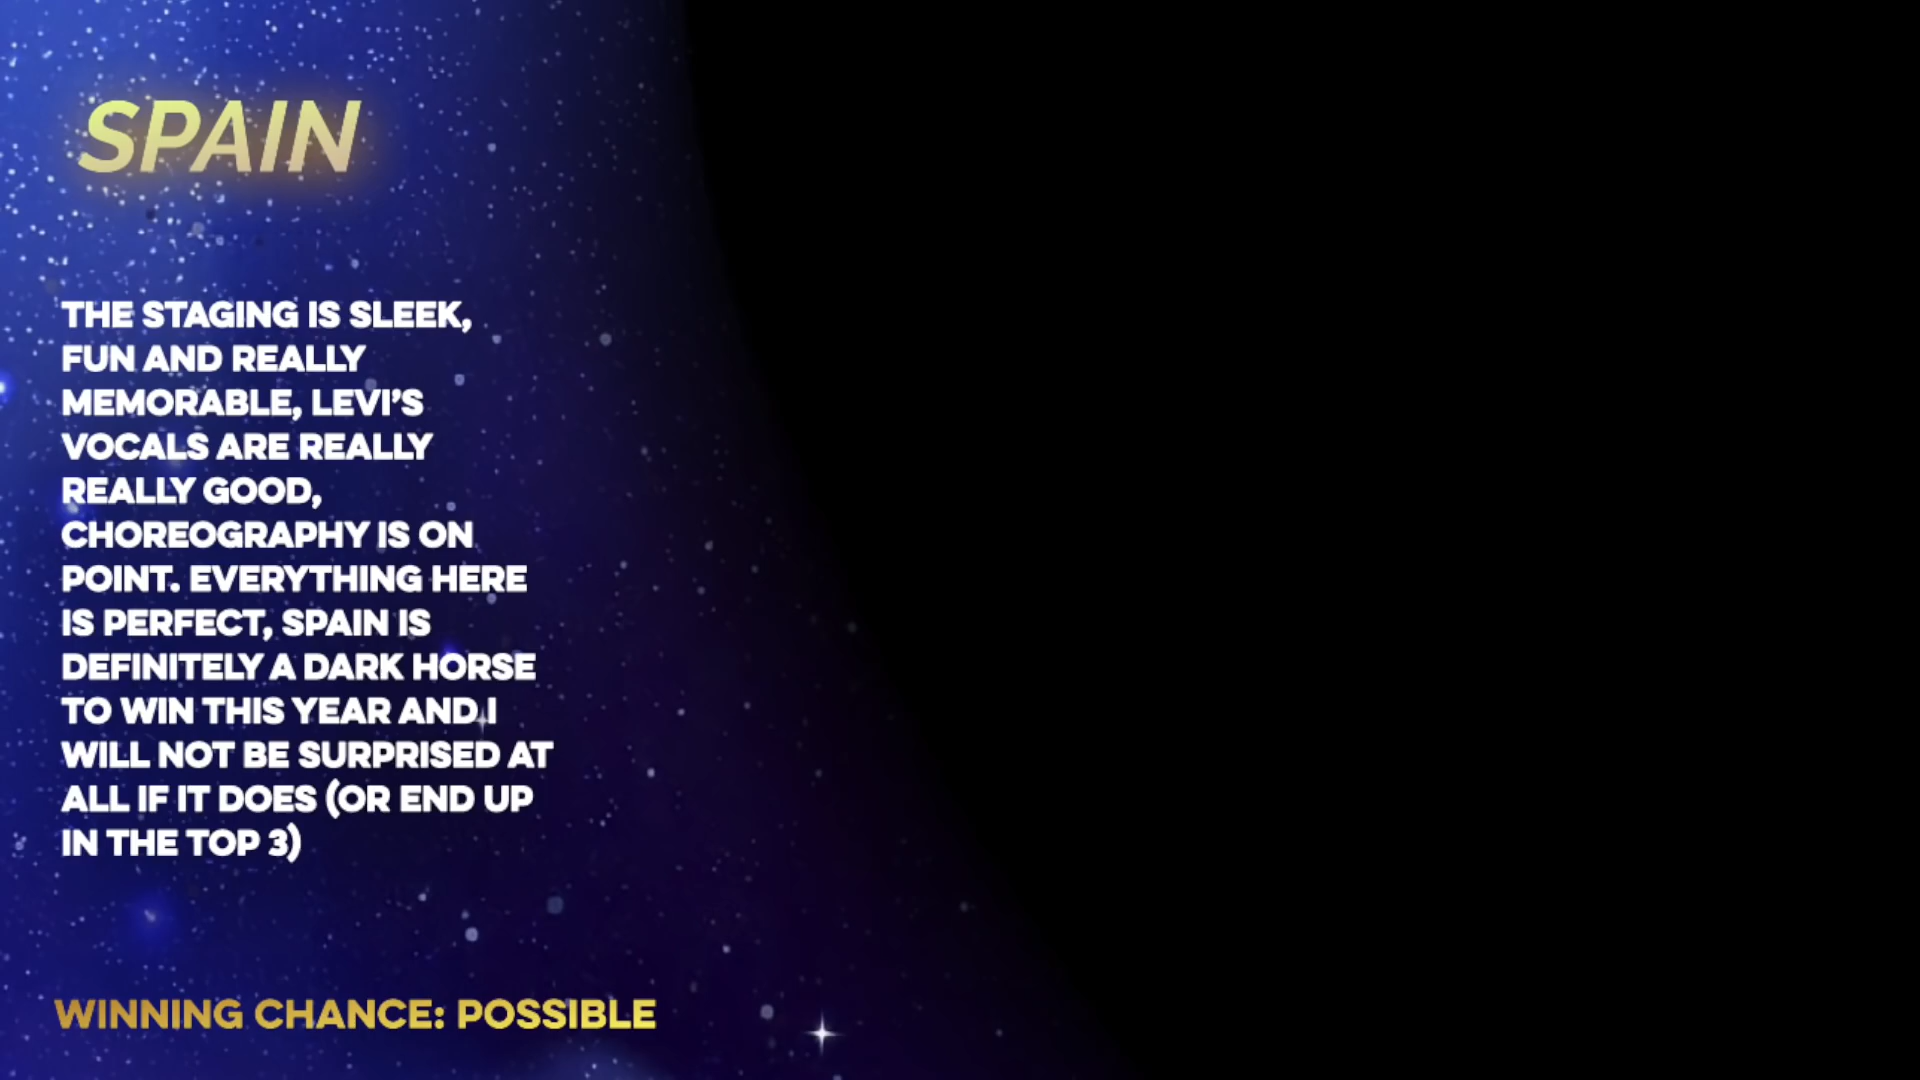 SPAIN
THE STAGING IS SLEEK,
FUN AND REALLY
MEMORABLE, LEVI’S
VOCALS ARE REALLY
REALLY GOOD,
CHOREOGRAPHY IS ON
POINT. EVERYTHING HERE
IS PERFECT, SPAIN IS
DEFINITELY A DARK HORSE
TO WIN THIS YEAR AND I
WILL NOT BE SURPRISED AT
ALL IF IT DOES (OR END UP
IN THE TOP 3)
WINNING CHANCE: POSSIBLE